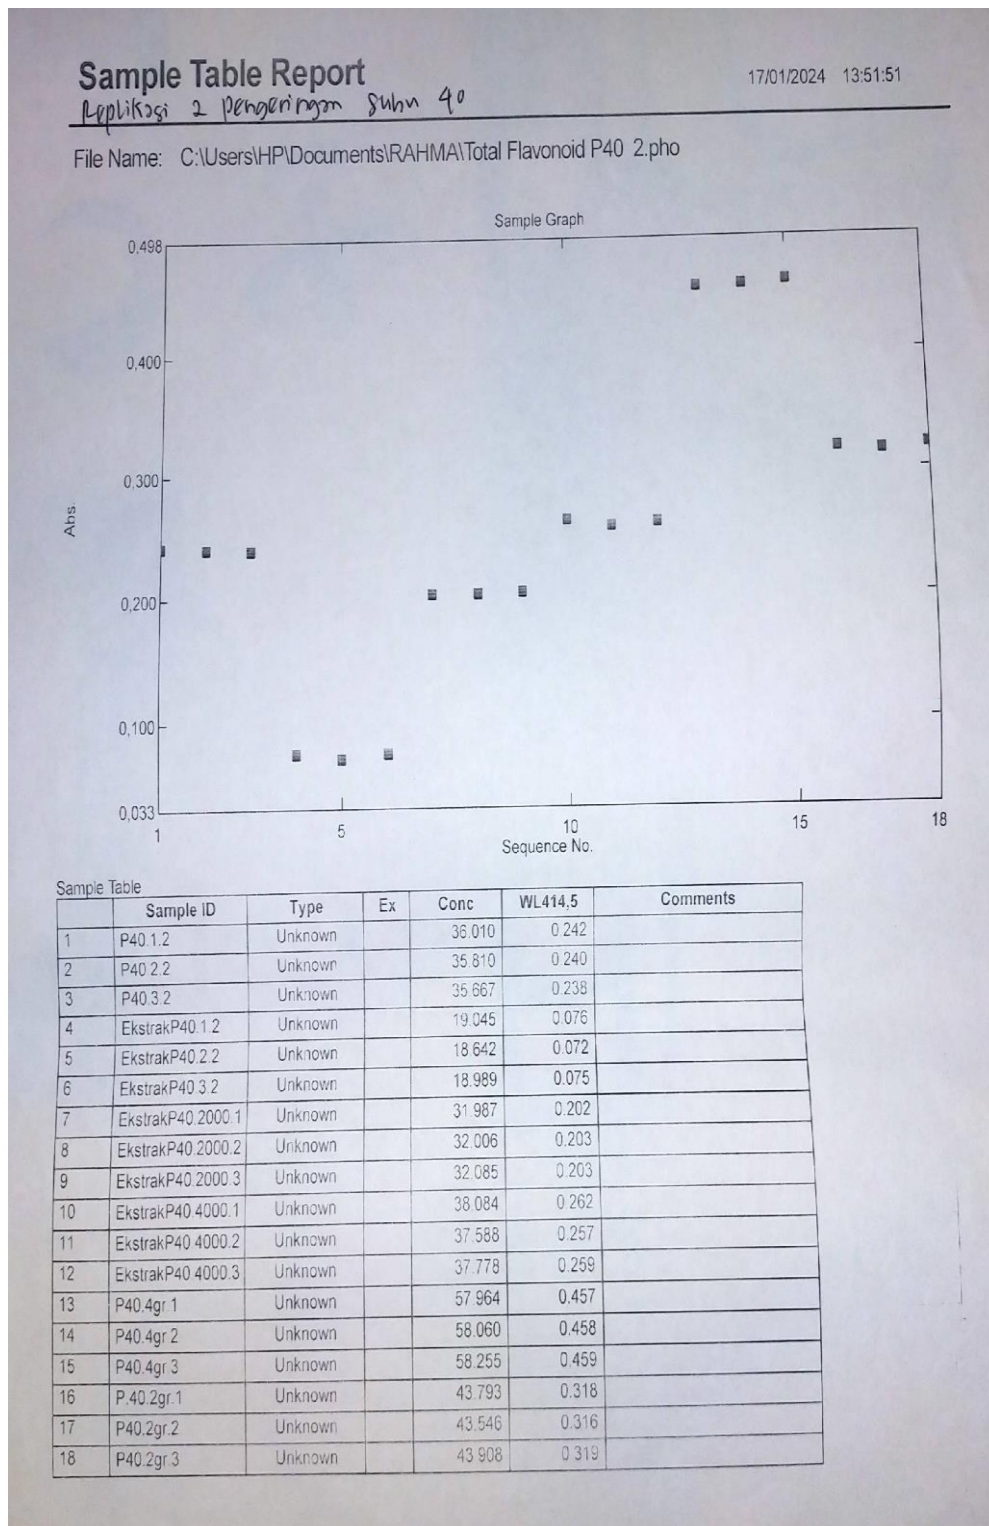 Sample Table Report
17/01/2024 13:51:51
Replikasi 2 pengeringan suhu 40
File Name: C:\Users\HP\Documents\RAHMA\Total Flavonoid P40 2.pho
Sample Graph
0,498
0,400
0,300
Abs.
0,200
0,100
0,033
1 5 10 15 18
Sequence No.
Sample Table
Sample ID Type Ex Conc WL414,5 Comments
1 P40.1.2 Unknown 36.010 0.242
2 P40.2.2 Unknown 35.810 0.240
3 P40.3.2 Unknown 35.667 0.238
4 EkstrakP40.1.2 Unknown 19.045 0.076
5 EkstrakP40.2.2 Unknown 18.642 0.072
6 EkstrakP40.3.2 Unknown 18.989 0.075
7 EkstrakP40.2000.1 Unknown 31.987 0.202
8 EkstrakP40.2000.2 Unknown 32.006 0.203
9 EkstrakP40.2000.3 Unknown 32.085 0.203
10 EkstrakP40.4000.1 Unknown 38.084 0.262
11 EkstrakP40.4000.2 Unknown 37.588 0.257
12 EkstrakP40.4000.3 Unknown 37.778 0.259
13 P40.4gr.1 Unknown 57.964 0.457
14 P40.4gr.2 Unknown 58.060 0.458
15 P40.4gr.3 Unknown 58.255 0.459
16 P.40.2gr.1 Unknown 43.793 0.318
17 P40.2gr.2 Unknown 43.546 0.316
18 P40.2gr.3 Unknown 43.908 0.319